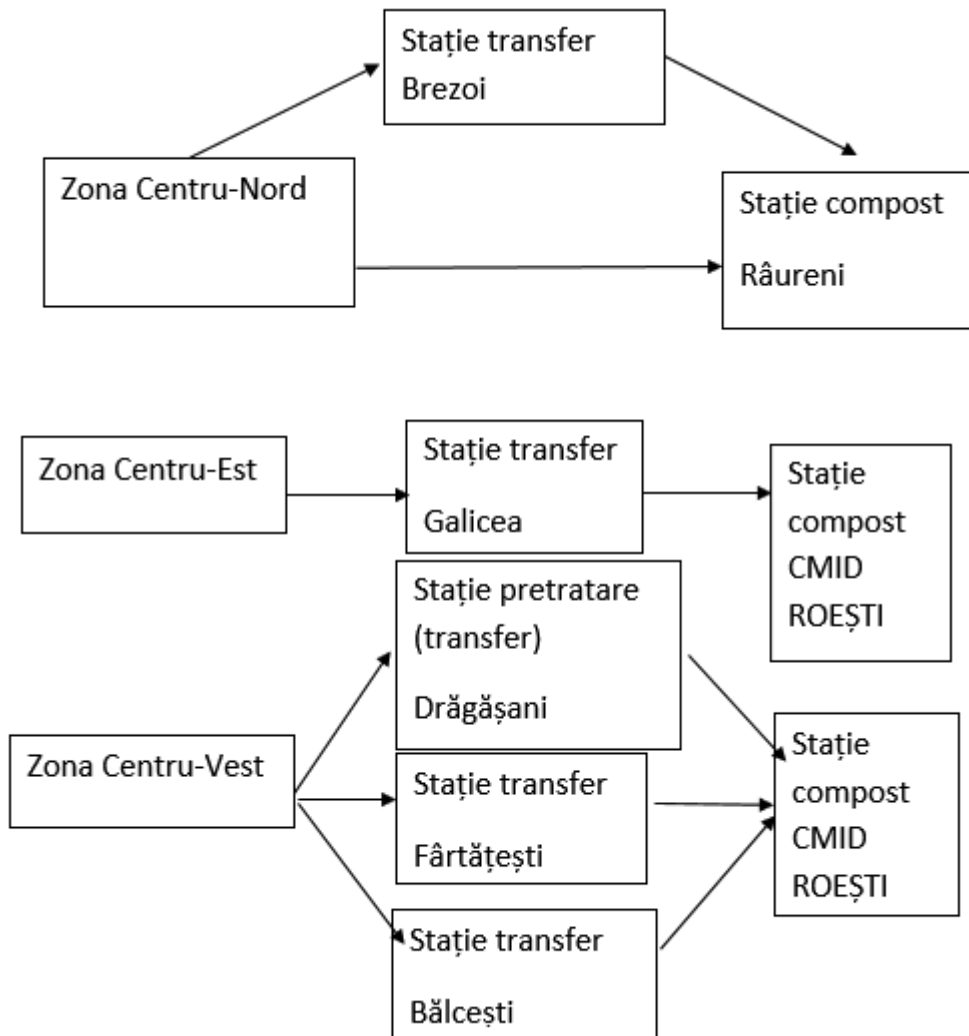 Stație transfer
Brezoi
Zona Centru-Nord
Stație compost
Râureni
Zona Centru-Est
Stație transfer
Galicea
Stație
compost
CMID
ROEȘTI
Stație pretratare
(transfer)
Drăgășani
Zona Centru-Vest
Stație transfer
Fârtățești
Stație
compost
CMID
ROEȘTI
Stație transfer
Bălcești